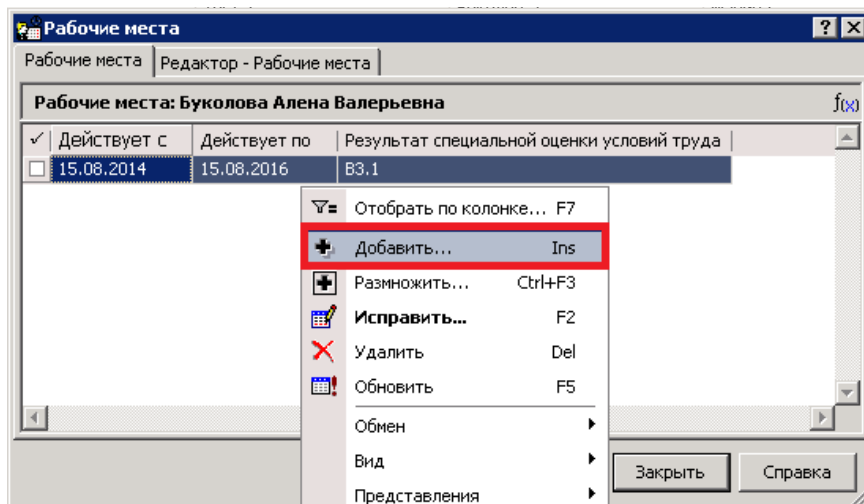 Рабочие места
Рабочие места Редактор - Рабочие места
Рабочие места: Буколова Алена Валерьевна f(x)
Действует с Действует по Результат специальной оценки условий труда
15.08.2014 15.08.2016 В3.1
Отобрать по колонке... F7
Добавить... Ins
Размножить... Ctrl+F3
Исправить... F2
Удалить Del
Обновить F5
Обмен
Вид
Представления
Закрыть Справка